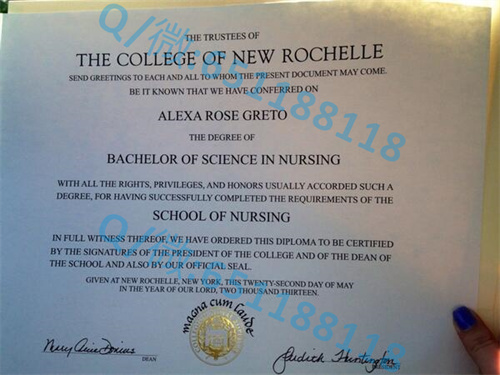 THE TRUSTEES OF
THE COLLEGE OF NEW ROCHELLE
SEND GREETINGS TO EACH AND ALL TO WHOM THE PRESENT DOCUMENT MAY COME.
BE IT KNOWN THAT WE HAVE CONFERRED ON
ALEXA ROSE GRETO
THE DEGREE OF
BACHELOR OF SCIENCE IN NURSING
WITH ALL THE RIGHTS, PRIVILEGES, AND HONORS USUALLY ACCORDED SUCH A
DEGREE, FOR HAVING SUCCESSFULLY COMPLETED THE REQUIREMENTS OF THE
SCHOOL OF NURSING
IN FULL WITNESS THEREOF, WE HAVE ORDERED THIS DIPLOMA TO BE CERTIFIED
BY THE SIGNATURES OF THE PRESIDENT OF THE COLLEGE AND OF THE DEAN OF
THE SCHOOL AND ALSO BY OUR OFFICIAL SEAL.
GIVEN AT NEW ROCHELLE, NEW YORK, THIS TWENTY-SECOND DAY OF MAY
IN THE YEAR OF OUR LORD, TWO THOUSAND THIRTEEN.
magna cum laude
DEAN
Huntington
PRESIDENT
Q/微:651188118
Q/微:651188118